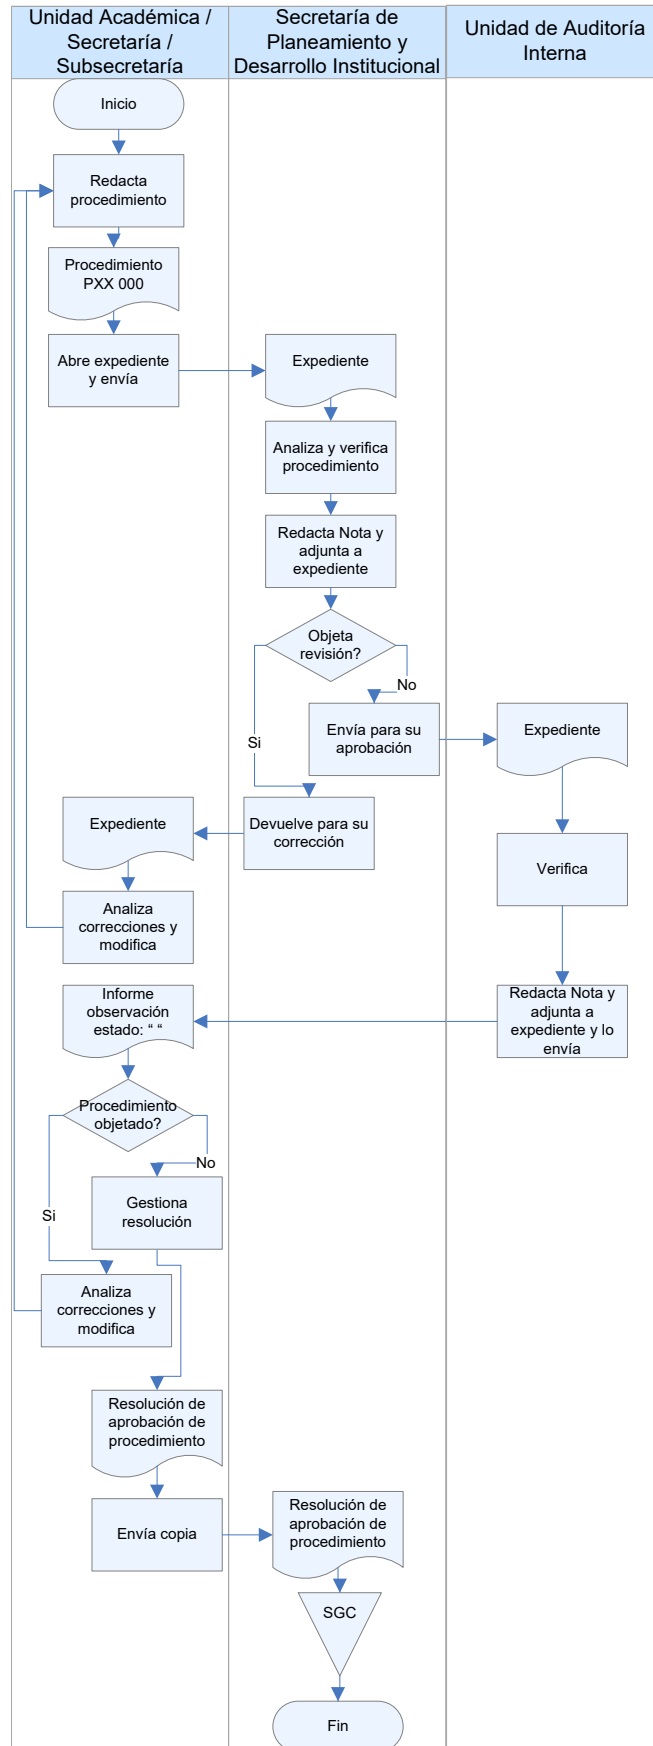 Unidad Académica /
Secretaría /
Subsecretaría
Secretaría de
Planeamiento y
Desarrollo Institucional
Unidad de Auditoría
Interna
Inicio
Redacta
procedimiento
Procedimiento
PXX 000
Abre expediente
y envía
Expediente
Analiza y verifica
procedimiento
Redacta Nota y
adjunta a
expediente
Objeta
revisión?
No
Si
Envía para su
aprobación
Expediente
Devuelve para su
corrección
Expediente
Verifica
Analiza
correcciones y
modifica
Redacta Nota y
adjunta a
expediente y lo
envía
Informe
observación
estado: “ “
Procedimiento
objetado?
No
Si
Gestiona
resolución
Analiza
correcciones y
modifica
Resolución de
aprobación de
procedimiento
Envía copia
Resolución de
aprobación de
procedimiento
SGC
Fin